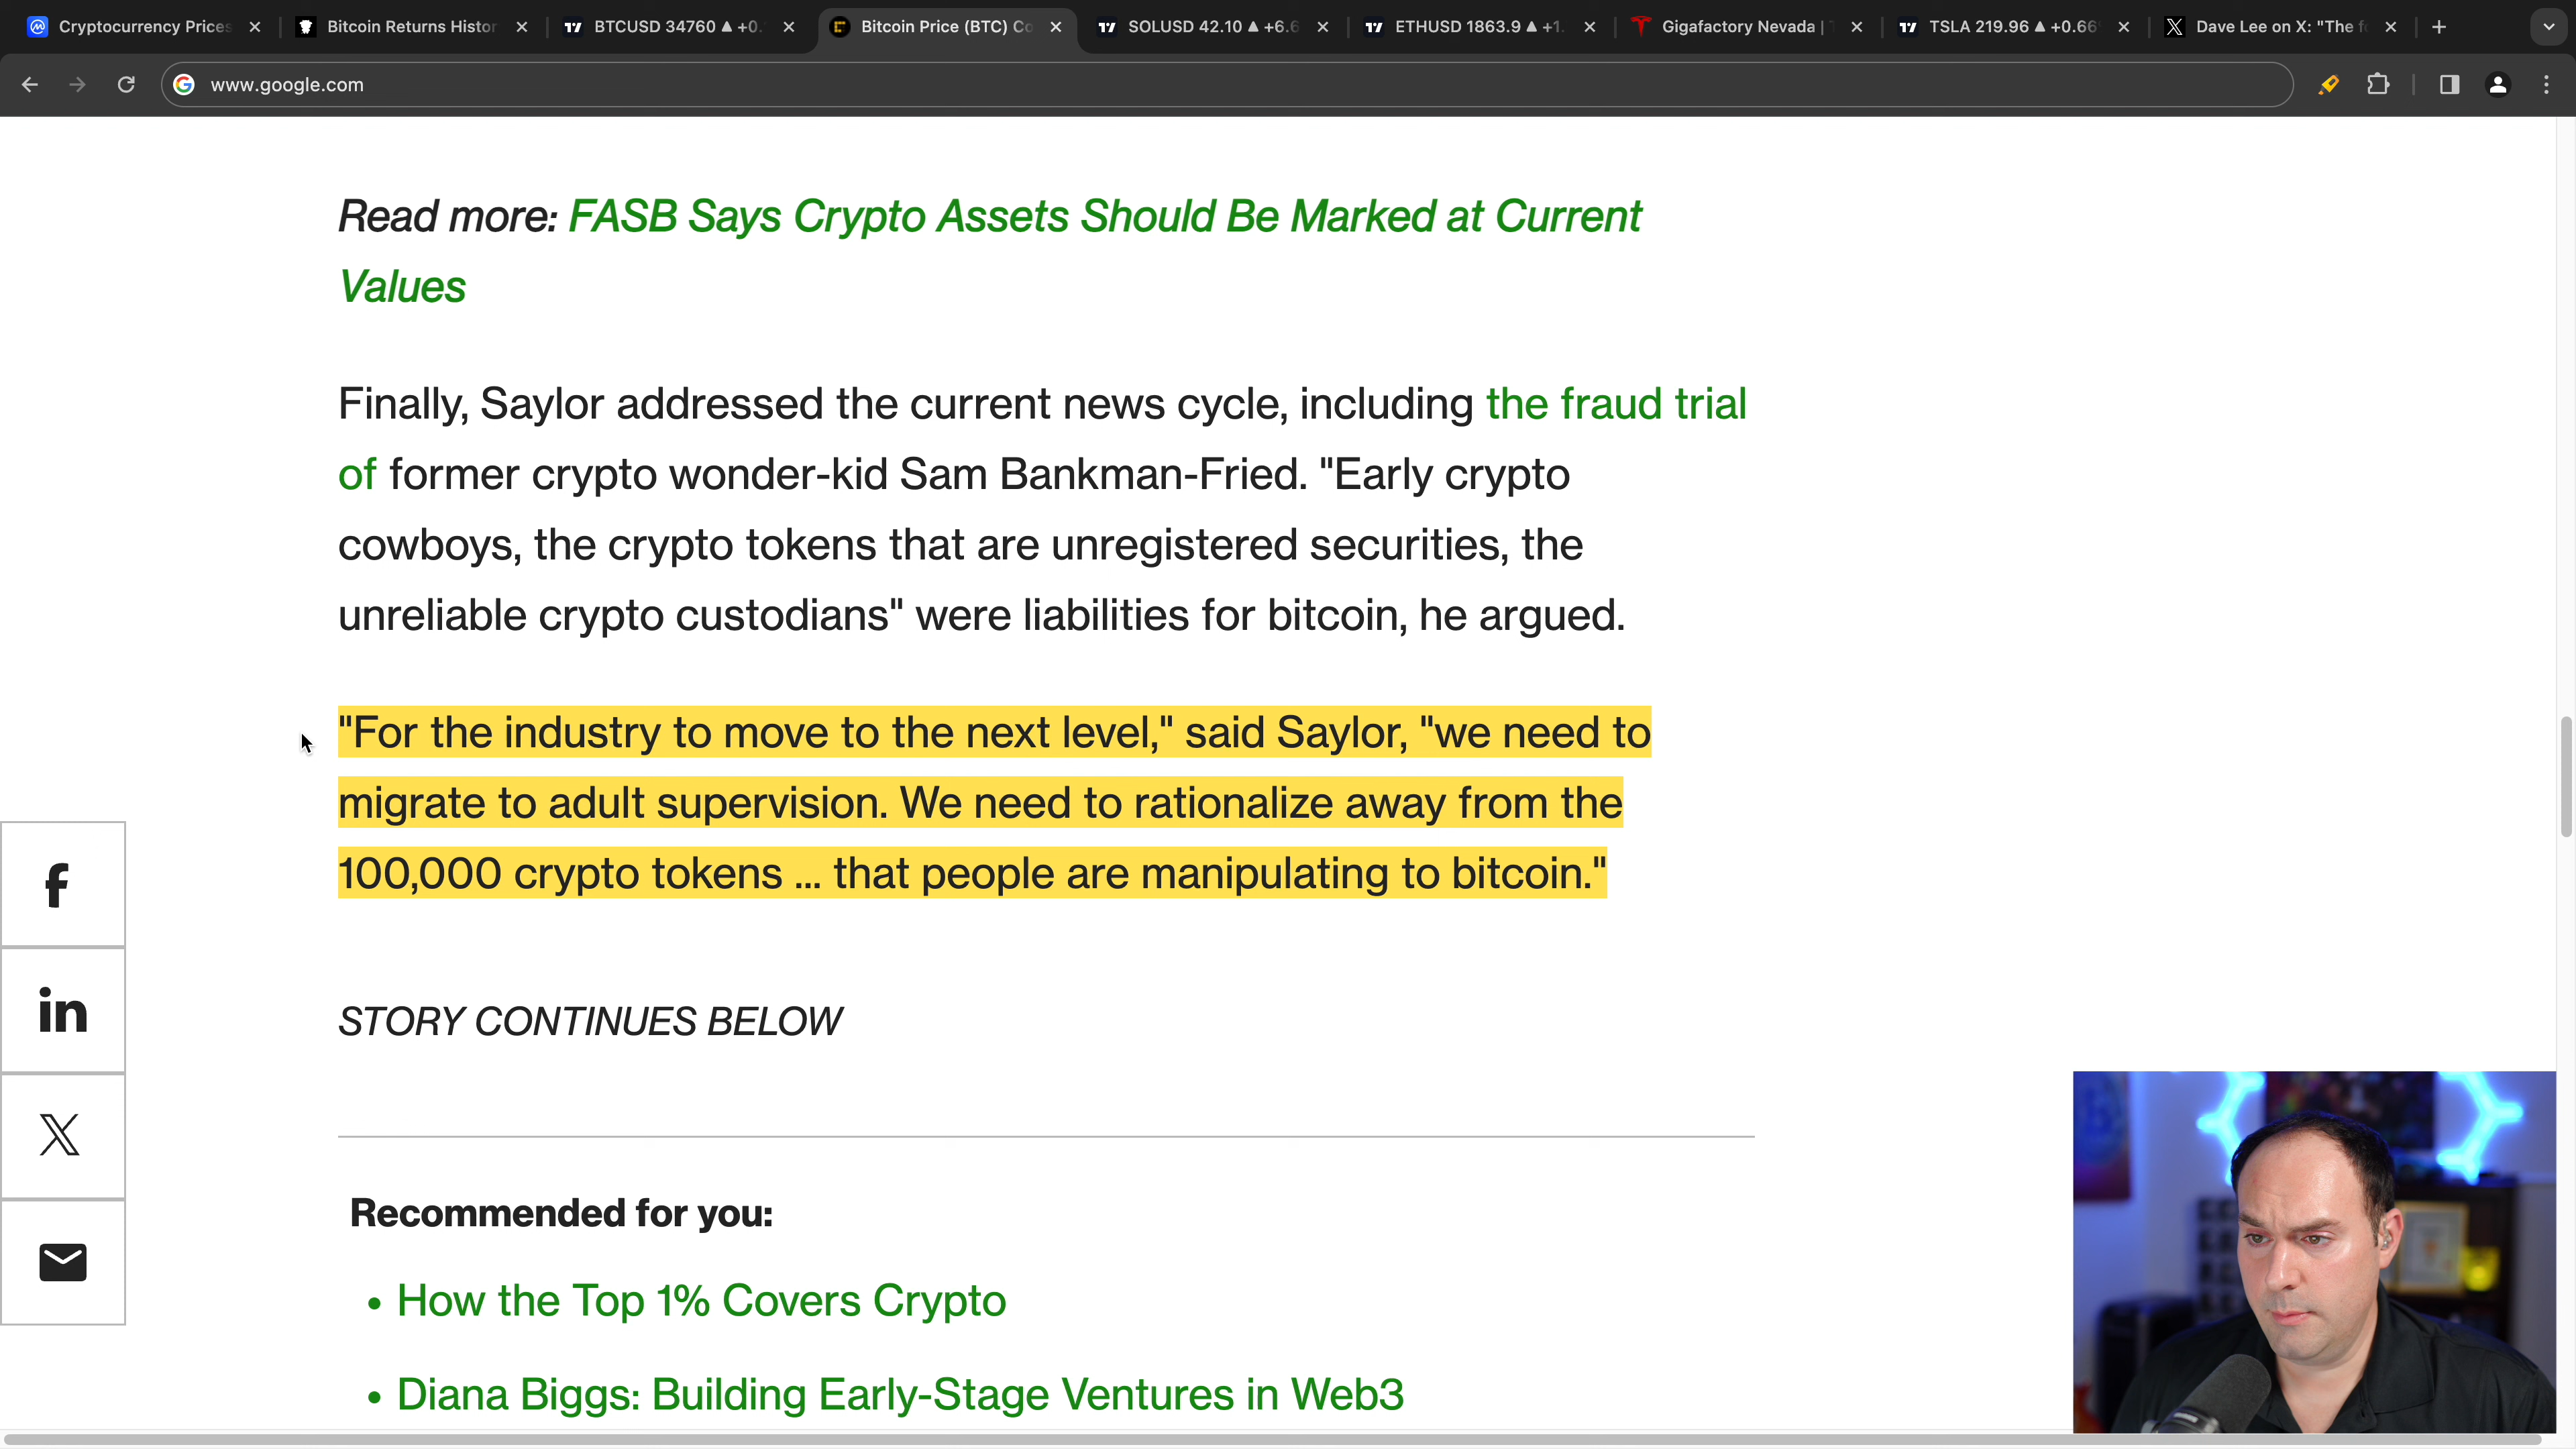 Cryptocurrency Prices
Bitcoin Returns Histor
BTCUSD 34760 ▲ +0.
Bitcoin Price (BTC) Co
SOLUSD 42.10 ▲ +6.6
ETHUSD 1863.9 ▲ +1.
Gigafactory Nevada | T
TSLA 219.96 ▲ +0.66
Dave Lee on X: "The f
www.google.com
Read more: FASB Says Crypto Assets Should Be Marked at Current
Values
Finally, Saylor addressed the current news cycle, including the fraud trial
of former crypto wonder-kid Sam Bankman-Fried. "Early crypto
cowboys, the crypto tokens that are unregistered securities, the
unreliable crypto custodians" were liabilities for bitcoin, he argued.
"For the industry to move to the next level," said Saylor, "we need to
migrate to adult supervision. We need to rationalize away from the
100,000 crypto tokens ... that people are manipulating to bitcoin."
STORY CONTINUES BELOW
Recommended for you:
• How the Top 1% Covers Crypto
• Diana Biggs: Building Early-Stage Ventures in Web3